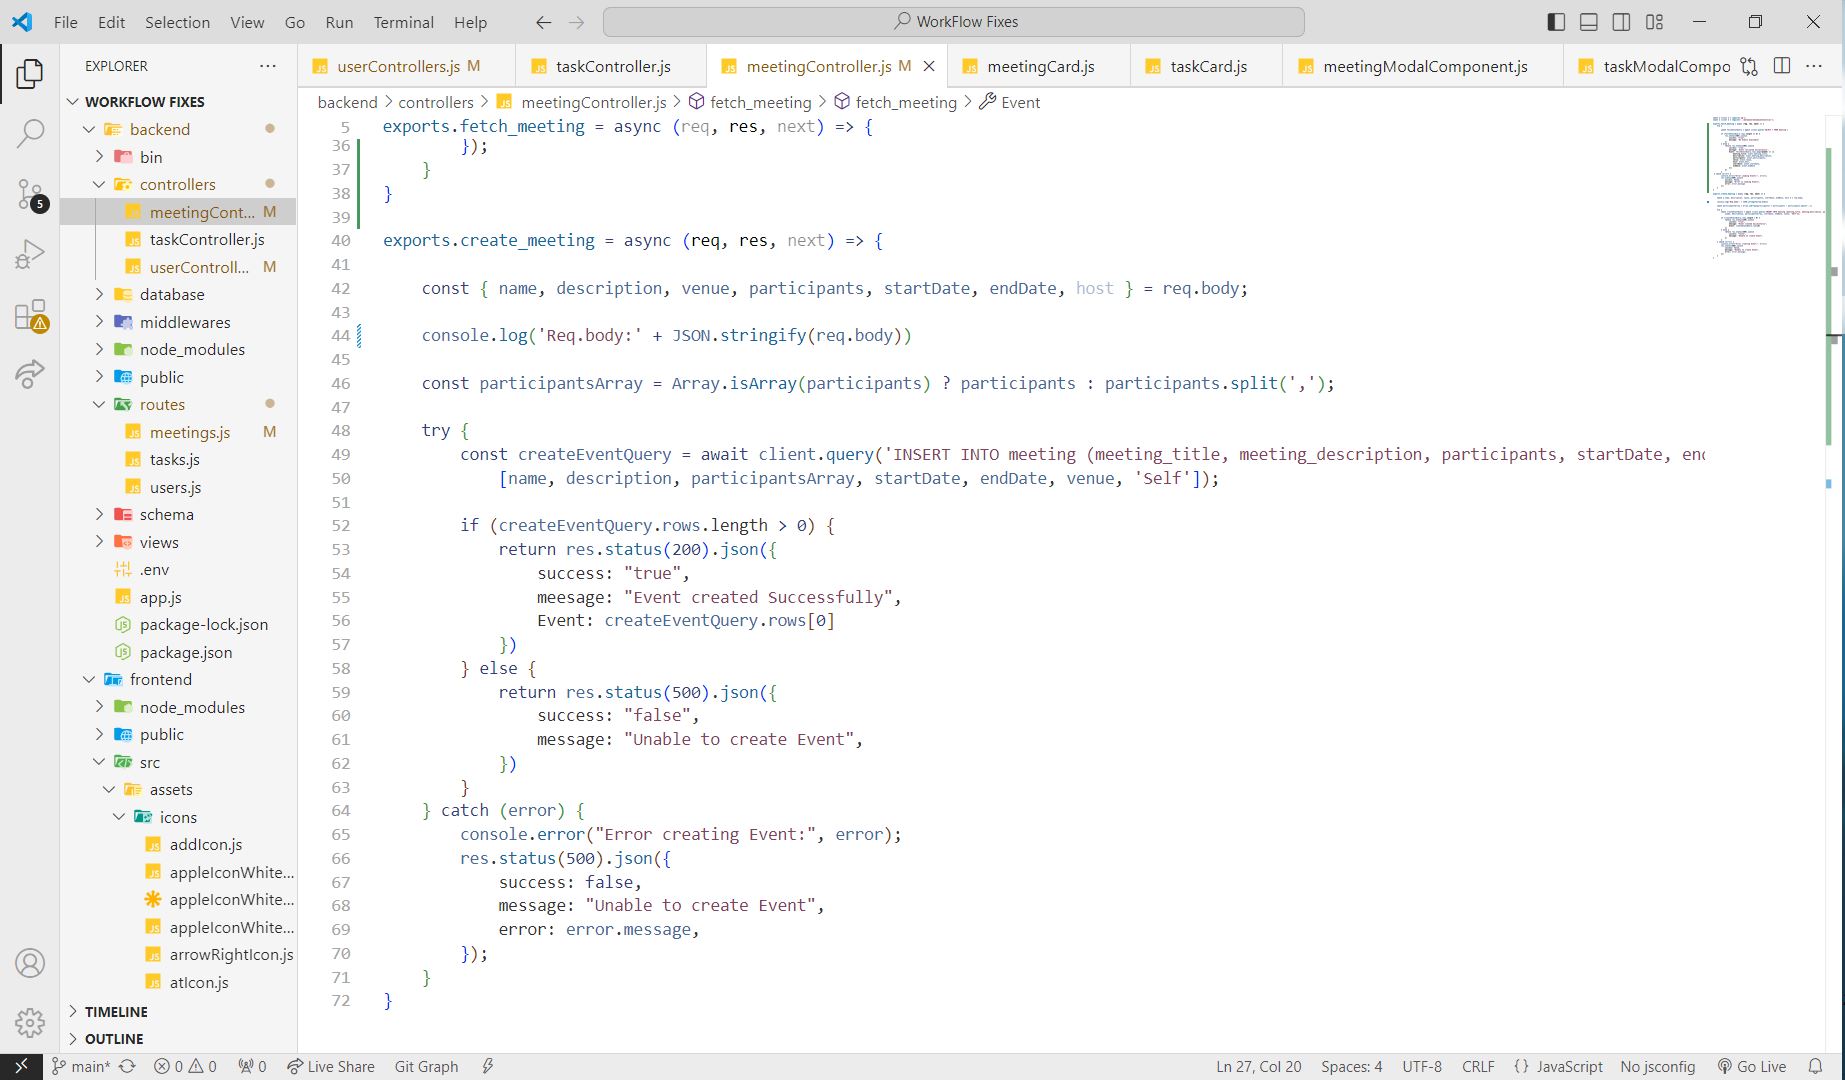 File Edit Selection View Go Run Terminal Help
WorkFlow Fixes
EXPLORER
WORKFLOW FIXES
backend
bin
controllers
meetingCont... M
taskController.js
userControll... M
database
middlewares
node_modules
public
routes
meetings.js M
tasks.js
users.js
schema
views
.env
app.js
package-lock.json
package.json
frontend
node_modules
public
src
assets
icons
addIcon.js
appleIconWhite...
appleIconWhite...
appleIconWhite...
arrowRightIcon.js
atIcon.js
TIMELINE
OUTLINE
5
userControllers.js M taskController.js meetingController.js M meetingCard.js taskCard.js meetingModalComponent.js taskModalCompo
backend > controllers > meetingController.js > fetch_meeting > fetch_meeting > Event
5 exports.fetch_meeting = async (req, res, next) => {
36 });
37 }
38 }
39
40 exports.create_meeting = async (req, res, next) => {
41
42 const { name, description, venue, participants, startDate, endDate, host } = req.body;
43
44 console.log('Req.body:' + JSON.stringify(req.body))
45
46 const participantsArray = Array.isArray(participants) ? participants : participants.split(',');
47
48 try {
49 const createEventQuery = await client.query('INSERT INTO meeting (meeting_title, meeting_description, participants, startDate, en
50 [name, description, participantsArray, startDate, endDate, venue, 'Self']);
51
52 if (createEventQuery.rows.length > 0) {
53 return res.status(200).json({
54 success: "true",
55 meesage: "Event created Successfully",
56 Event: createEventQuery.rows[0]
57 })
58 } else {
59 return res.status(500).json({
60 success: "false",
61 message: "Unable to create Event",
62 })
63 }
64 } catch (error) {
65 console.error("Error creating Event:", error);
66 res.status(500).json({
67 success: false,
68 message: "Unable to create Event",
69 error: error.message,
70 });
71 }
72 }
main* 0 0 0 Live Share Git Graph Ln 27, Col 20 Spaces: 4 UTF-8 CRLF {} JavaScript No jsconfig Go Live